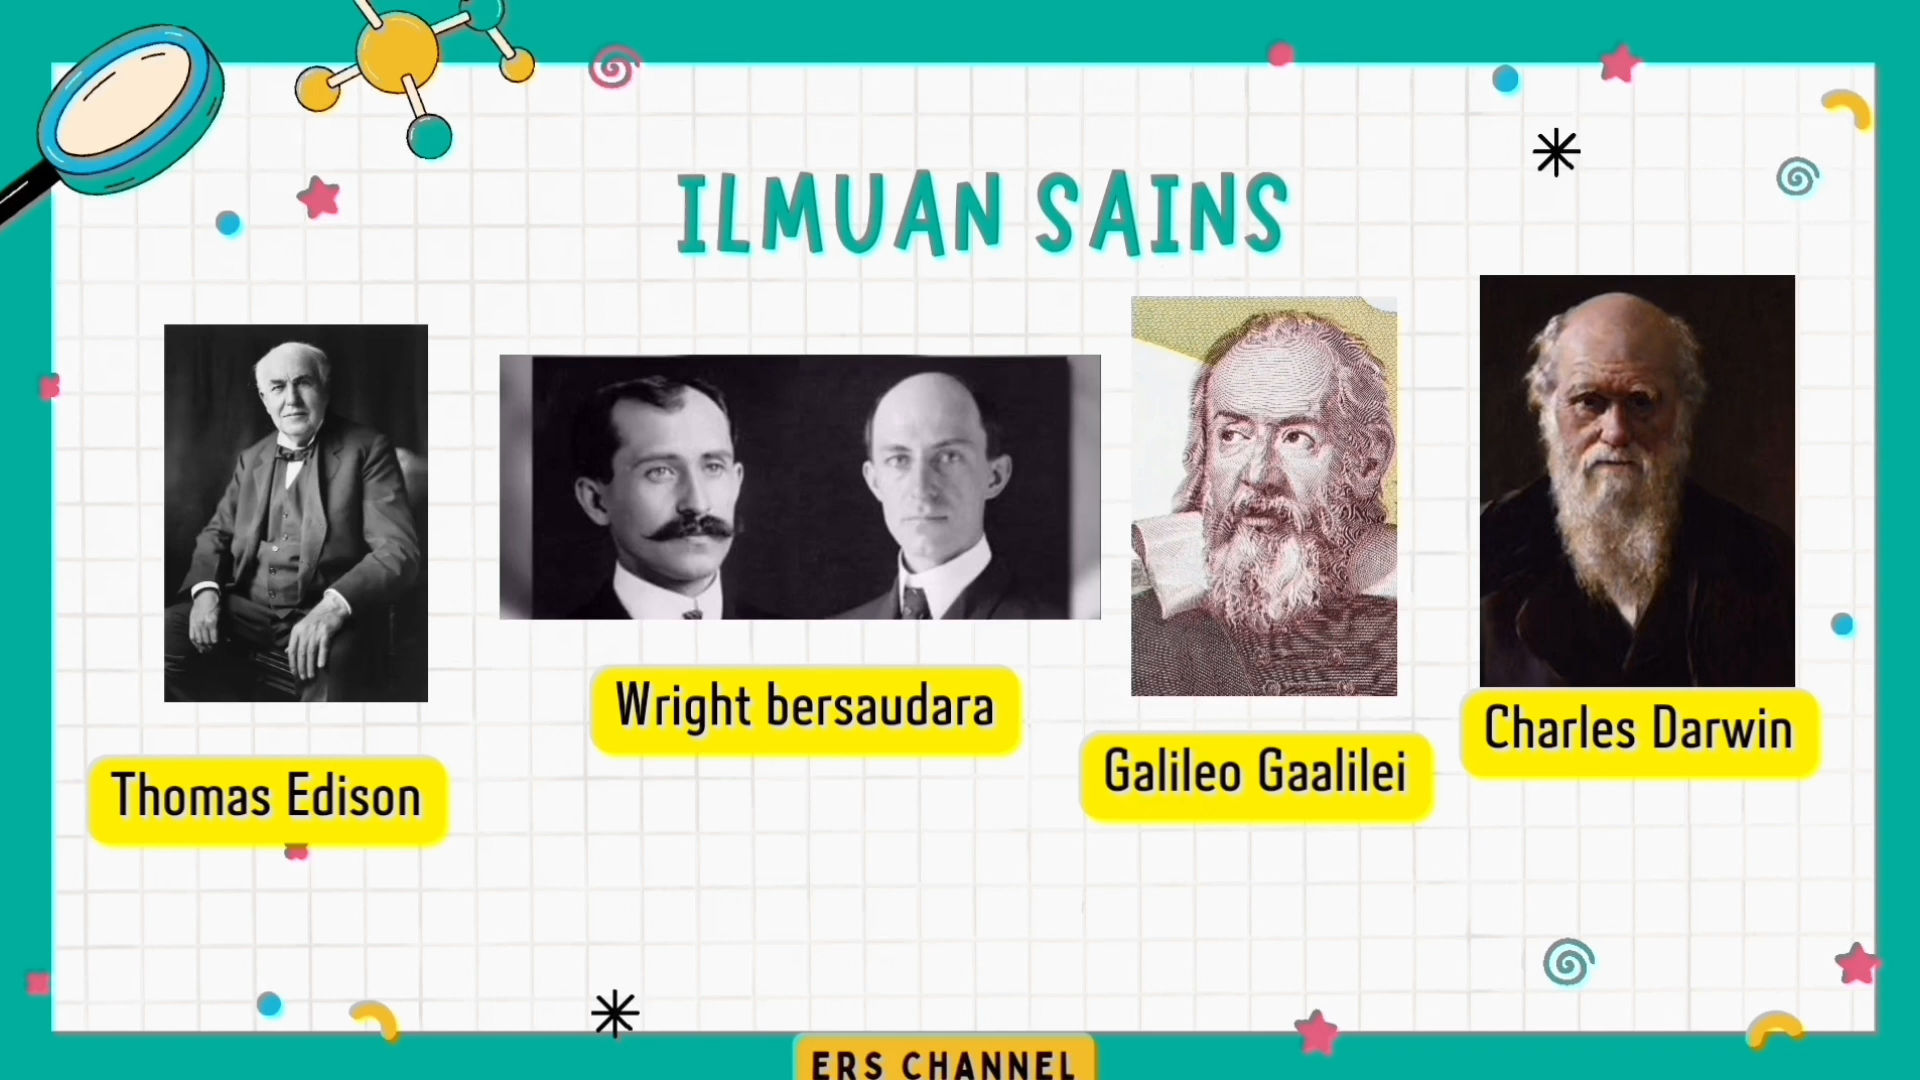 ILMUAN SAINS
Thomas Edison
Wright bersaudara
Galileo Gaalilei
Charles Darwin
ERS CHANNEL